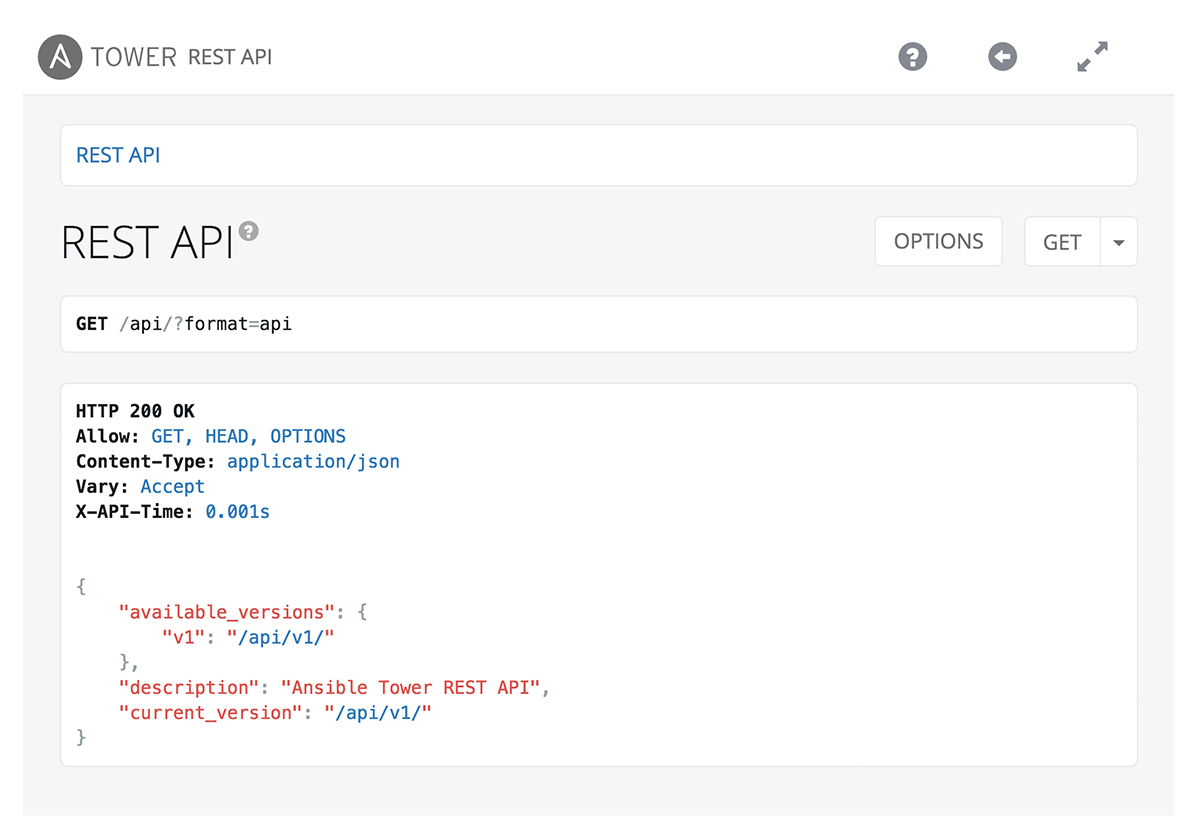 A TOWER REST API
REST API
REST API
OPTIONS
GET
GET /api/?format=api
HTTP 200 OK
Allow: GET, HEAD, OPTIONS
Content-Type: application/json
Vary: Accept
X-API-Time: 0.001s
{
    "available_versions": {
        "v1": "/api/v1/"
    },
    "description": "Ansible Tower REST API",
    "current_version": "/api/v1/"
}